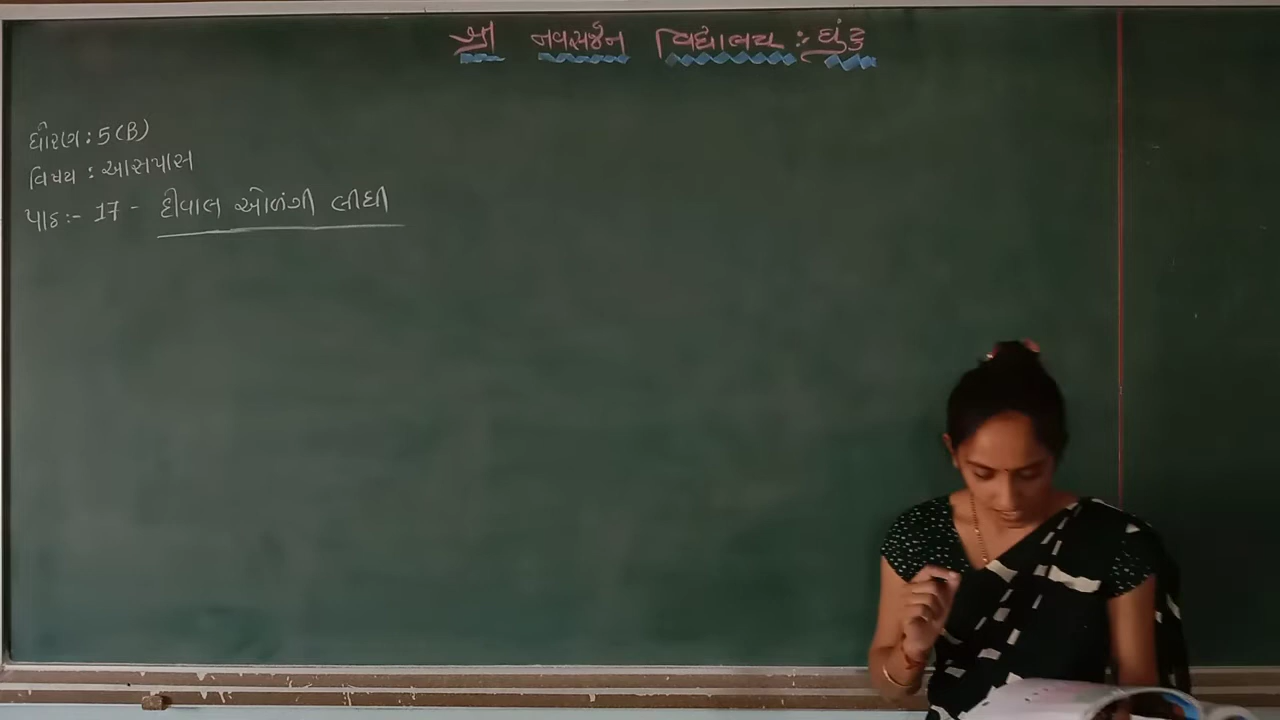 શ્રી નવસર્જન વિદ્યાલય : ઘુંટુ
ધોરણ : 5 (B)
વિષય : આસપાસ
પાઠ :- 17 - દીવાલ ઓળંગી લીધી